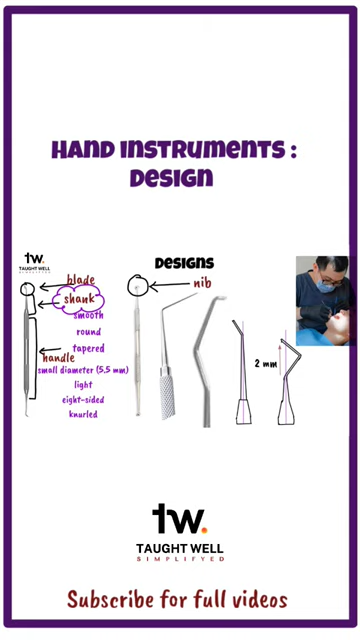 Hand Instruments :
Design
tw.
TAUGHT WELL
SIMPLIFYED
Designs
blade
nib
shank
smooth
round
tapered
handle
small diameter (5.5 mm)
light
eight-sided
knurled
2 mm
tw.
TAUGHT WELL
SIMPLIFYED
Subscribe for full videos